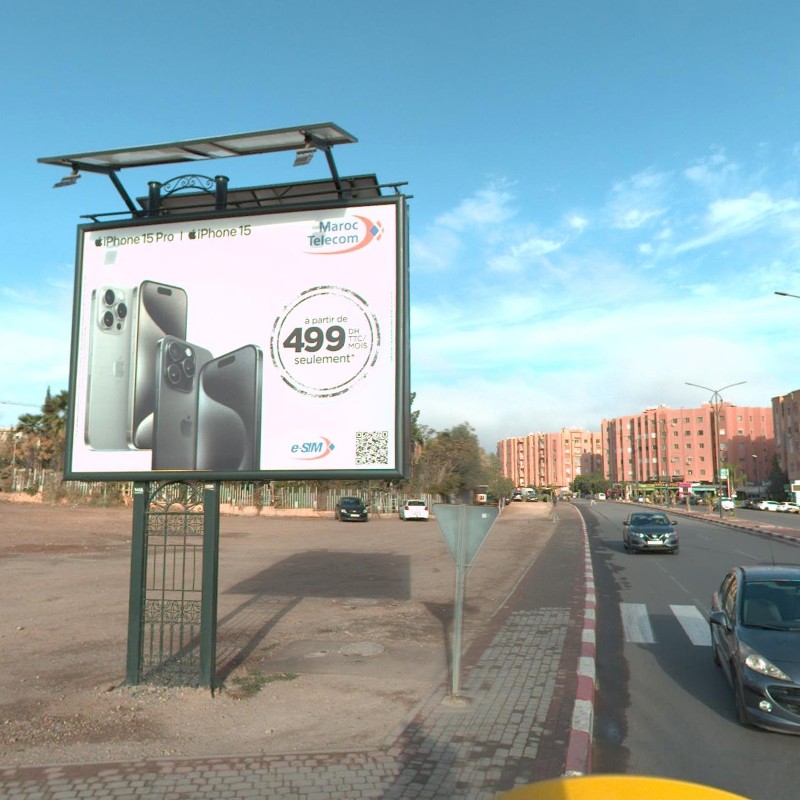 iPhone 15 Pro | iPhone 15
Maroc
Telecom
à partir de
499 DH
TTC/
MOIS
seulement*
e-SIM